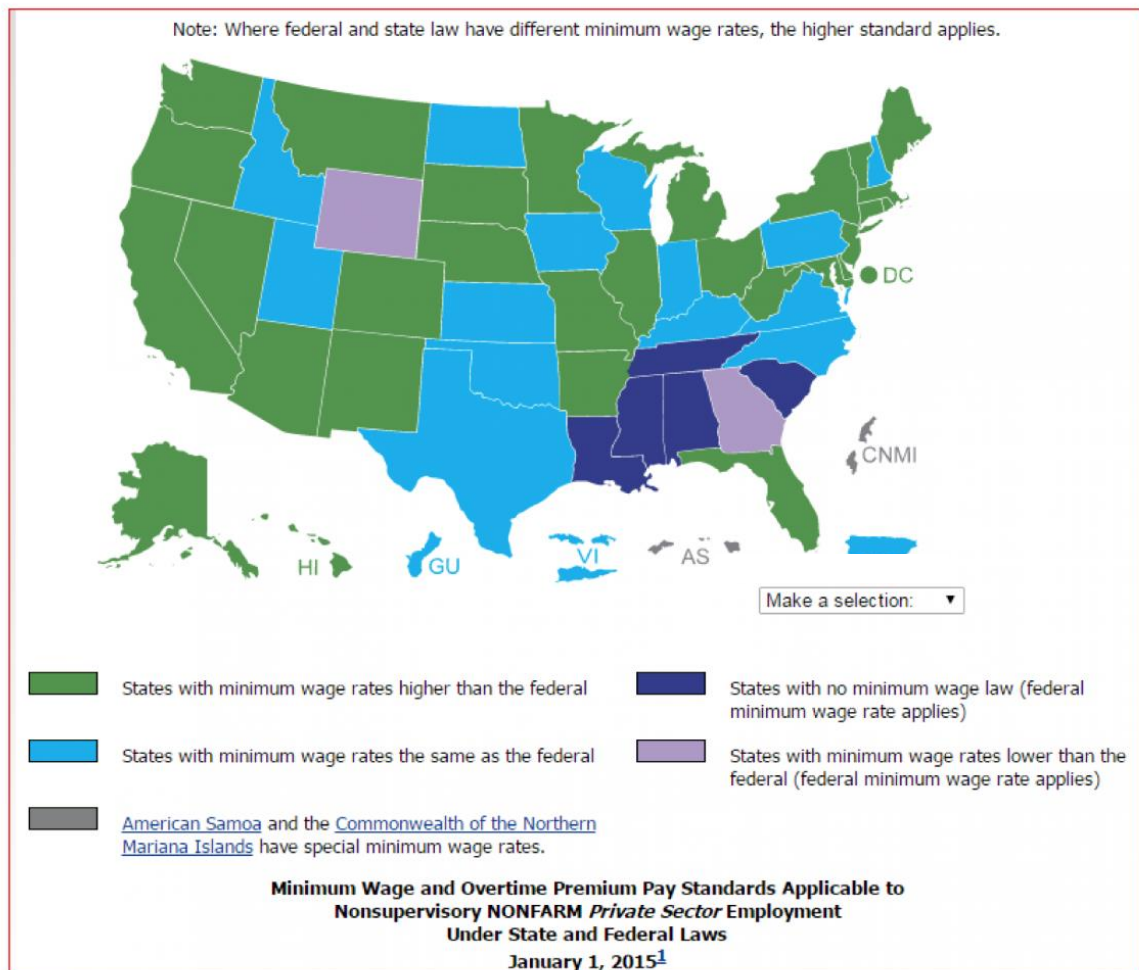 Note: Where federal and state law have different minimum wage rates, the higher standard applies.
DC
CNMI
HI
GU
VI
AS
Make a selection:
States with minimum wage rates higher than the federal
States with no minimum wage law (federal
minimum wage rate applies)
States with minimum wage rates the same as the federal
States with minimum wage rates lower than the
federal (federal minimum wage rate applies)
American Samoa and the Commonwealth of the Northern
Mariana Islands have special minimum wage rates.
Minimum Wage and Overtime Premium Pay Standards Applicable to
Nonsupervisory NONFARM Private Sector Employment
Under State and Federal Laws
January 1, 2015¹